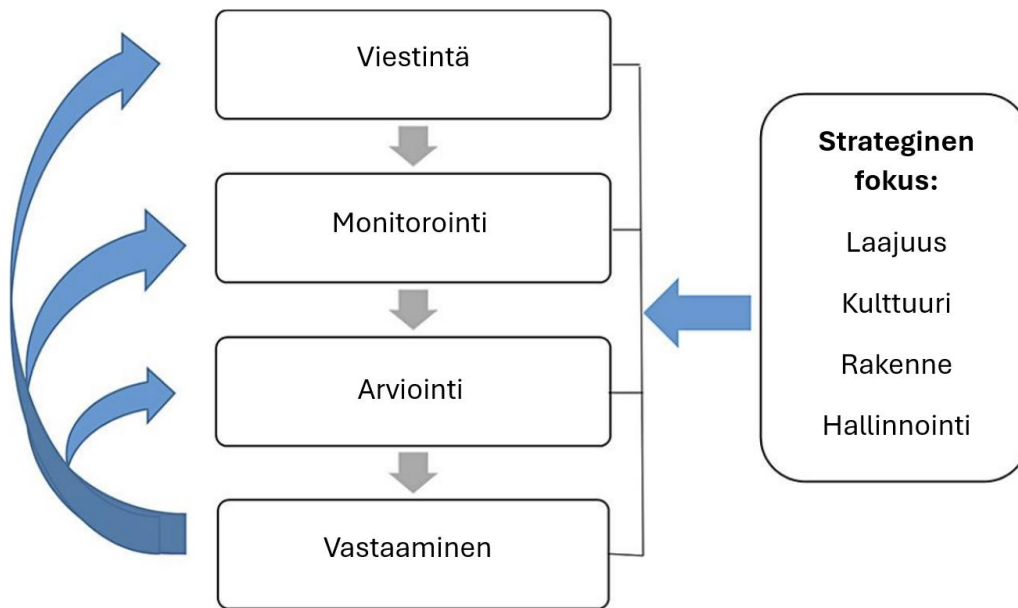 Viestintä
Monitorointi
Arviointi
Vastaaminen
Strateginen
fokus:
Laajuus
Kulttuuri
Rakenne
Hallinnointi